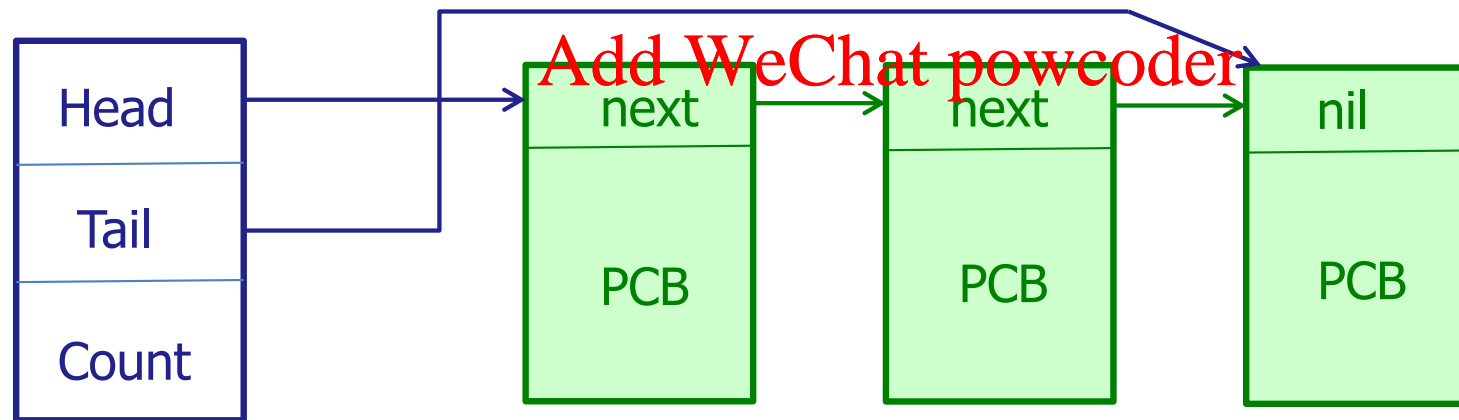 Add WeChat powcoder
Head
next
next
nil
Tail
PCB
PCB
PCB
Count